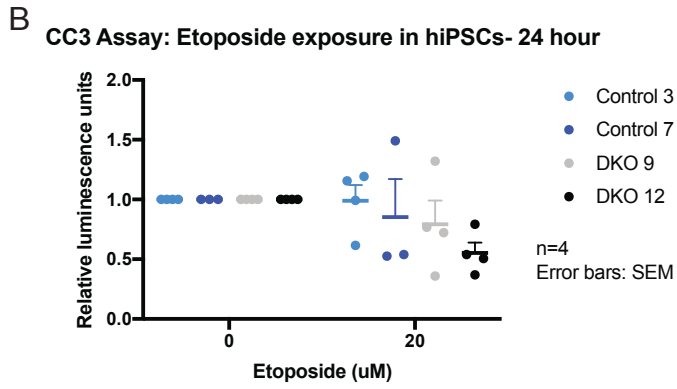 B
CC3 Assay: Etoposide exposure in hiPSCs- 24 hour
Relative luminescence units
2.0
1.5
1.0
0.5
0.0
0
20
Etoposide (uM)
Control 3
Control 7
DKO 9
DKO 12
n=4
Error bars: SEM